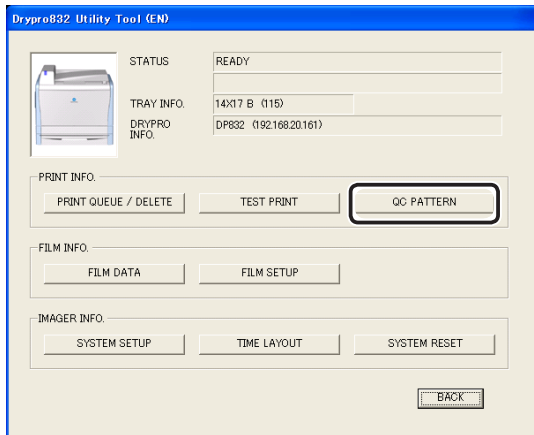 Drypro832 Utility Tool (EN)
STATUS
READY
TRAY INFO.
14X17 B (115)
DRYPRO
INFO.
DP832 (192.168.20.161)
PRINT INFO.
PRINT QUEUE / DELETE
TEST PRINT
QC PATTERN
FILM INFO.
FILM DATA
FILM SETUP
IMAGER INFO.
SYSTEM SETUP
TIME LAYOUT
SYSTEM RESET
BACK